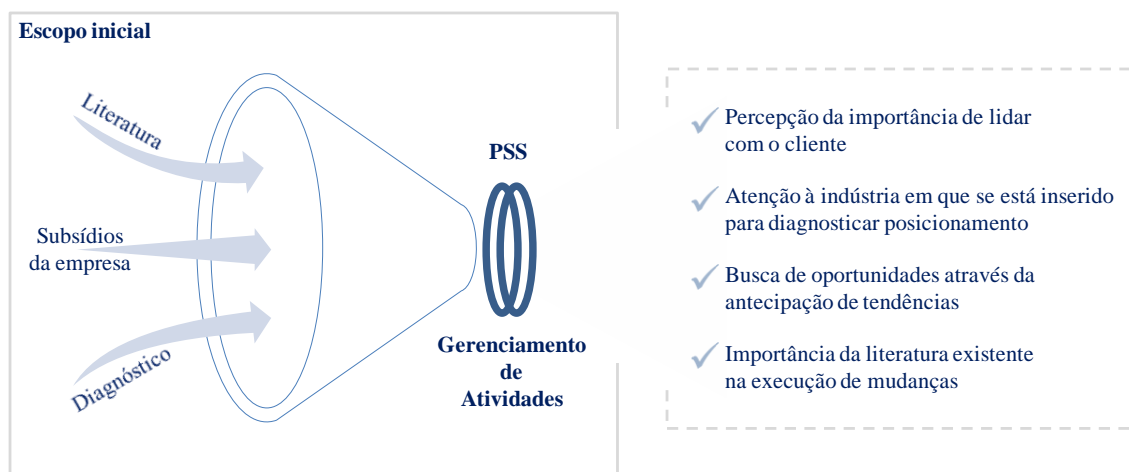 Escopo inicial
Literatura
Subsídios
da empresa
Diagnóstico
PSS
Gerenciamento
de
Atividades
Percepção da importância de lidar
com o cliente
Atenção à indústria em que se está inserido
para diagnosticar posicionamento
Busca de oportunidades através da
antecipação de tendências
Importância da literatura existente
na execução de mudanças